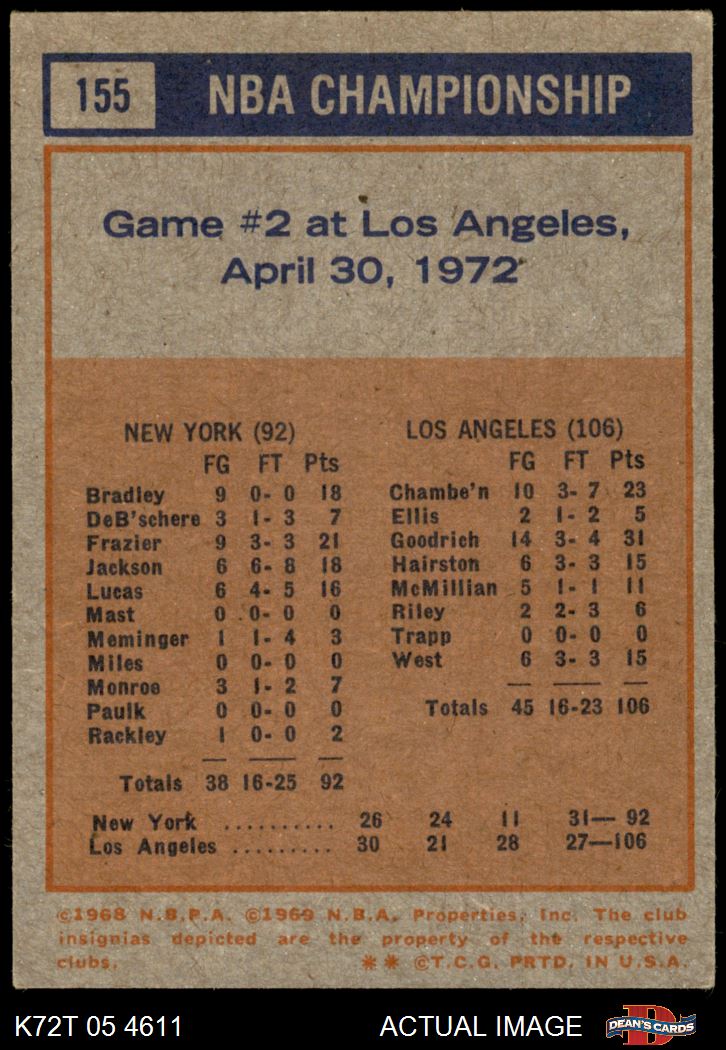 155 NBA CHAMPIONSHIP
Game #2 at Los Angeles,
April 30, 1972
NEW YORK (92)
FG FT Pts
Bradley 9 0- 0 18
DeB'schere 3 1- 3 7
Frazier 9 3- 3 21
Jackson 6 6- 8 18
Lucas 6 4- 5 16
Mast 0 0- 0 0
Meminger 1 1- 4 3
Miles 0 0- 0 0
Monroe 3 1- 2 7
Paulk 0 0- 0 0
Rackley 1 0- 0 2
Totals 38 16-25 92
LOS ANGELES (106)
FG FT Pts
Chambe'n 10 3- 7 23
Ellis 2 1- 2 5
Goodrich 14 3- 4 31
Hairston 6 3- 3 15
McMillian 5 1- 1 11
Riley 2 2- 3 6
Trapp 0 0- 0 0
West 6 3- 3 15
Totals 45 16-23 106
New York .......... 26 24 11 31— 92
Los Angeles ......... 30 21 28 27—106
©1968 N.B.P.A. ©1969 N.B.A. Properties, Inc. The club
insignias depicted are the property of the respective
clubs. ** ©T.C.G. PRTD. IN U.S.A.
K72T 05 4611 ACTUAL IMAGE DEAN'S CARDS